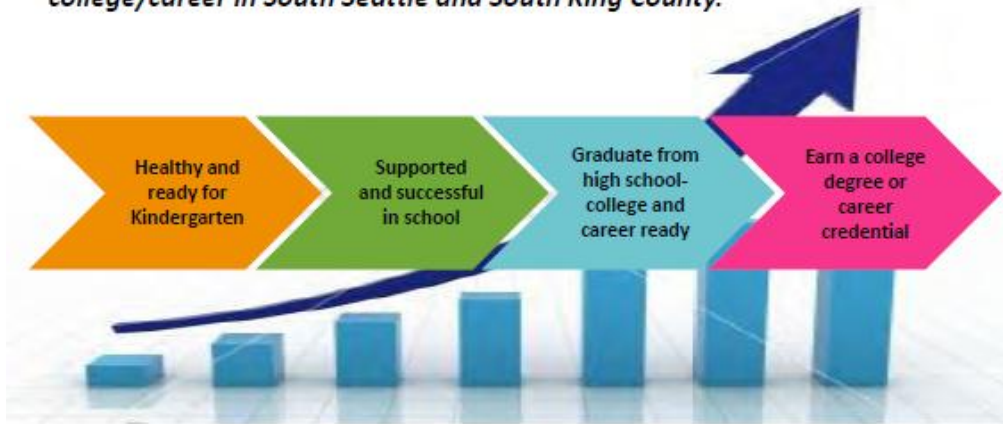 college/career in South Seattle and South King County.
Healthy and
ready for
Kindergarten
Supported
and successful
in school
Graduate from
high school-
college and
career ready
Earn a college
degree or
career
credential